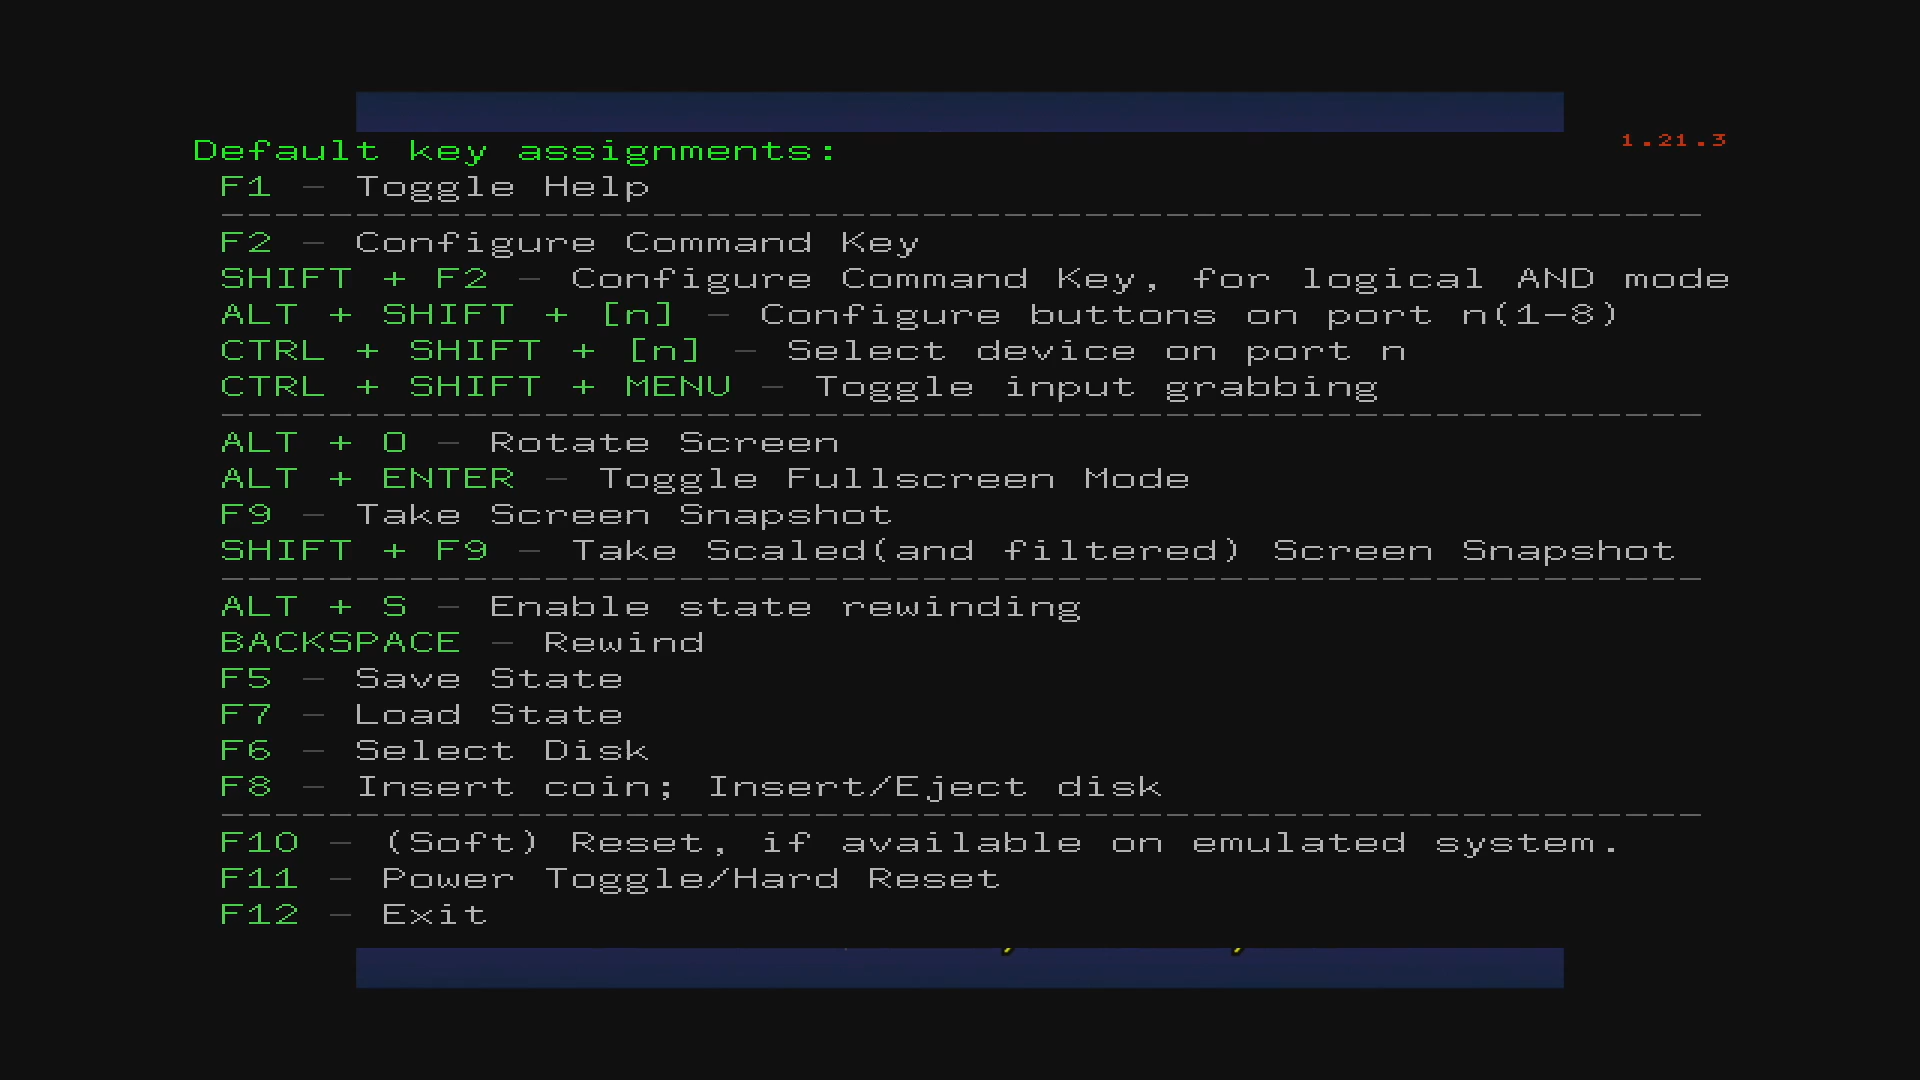 Default key assignments:
1.21.3
F1 - Toggle Help
-------------------------------------------------------
F2 - Configure Command Key
SHIFT + F2 - Configure Command Key, for logical AND mode
ALT + SHIFT + [n] - Configure buttons on port n(1-8)
CTRL + SHIFT + [n] - Select device on port n
CTRL + SHIFT + MENU - Toggle input grabbing
-------------------------------------------------------
ALT + O - Rotate Screen
ALT + ENTER - Toggle Fullscreen Mode
F9 - Take Screen Snapshot
SHIFT + F9 - Take Scaled(and filtered) Screen Snapshot
-------------------------------------------------------
ALT + S - Enable state rewinding
BACKSPACE - Rewind
F5 - Save State
F7 - Load State
F6 - Select Disk
F8 - Insert coin; Insert/Eject disk
-------------------------------------------------------
F10 - (Soft) Reset, if available on emulated system.
F11 - Power Toggle/Hard Reset
F12 - Exit